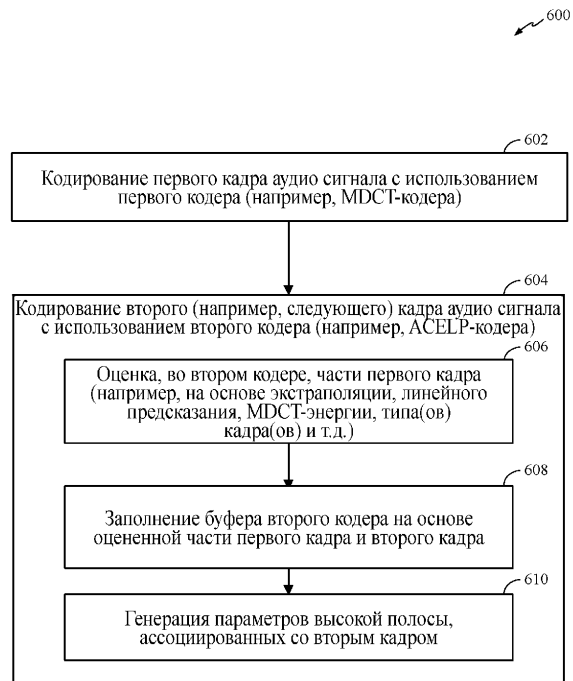 600
602
Кодирование первого кадра аудио сигнала с использованием
первого кодера (например, MDCT-кодера)
604
Кодирование второго (например, следующего) кадра аудио сигнала
с использованием второго кодера (например, ACELP-кодера)
606
Оценка, во втором кодере, части первого кадра
(например, на основе экстраполяции, линейного
предсказания, MDCT-энергии, типа(ов)
кадра(ов) и т.д.)
608
Заполнение буфера второго кодера на основе
оцененной части первого кадра и второго кадра
610
Генерация параметров высокой полосы,
ассоциированных со вторым кадром